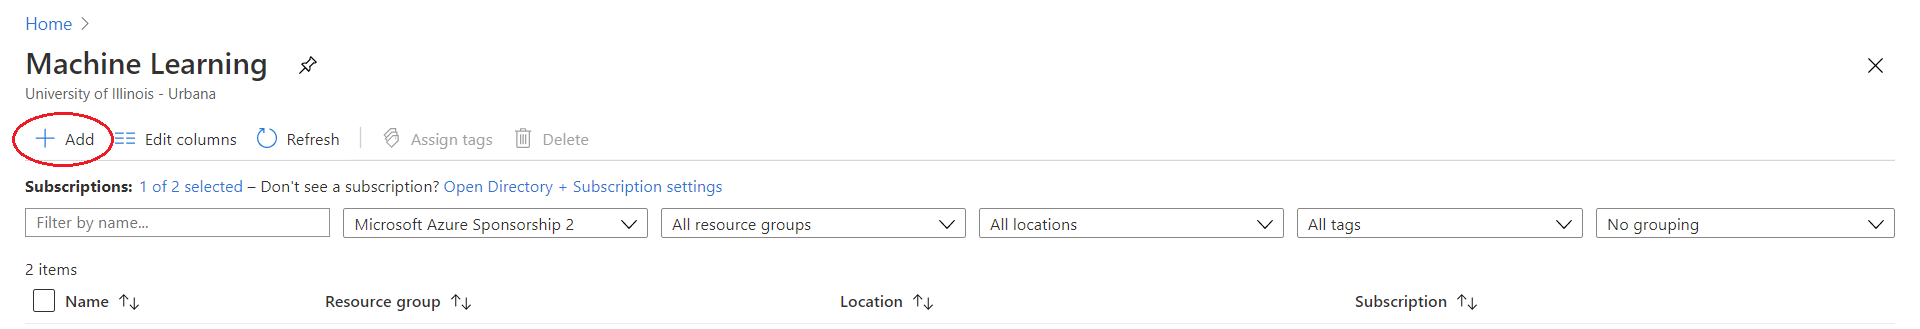 Home >
Machine Learning
University of Illinois - Urbana
+ Add Edit columns Refresh Assign tags Delete
Subscriptions: 1 of 2 selected – Don't see a subscription? Open Directory + Subscription settings
Filter by name... Microsoft Azure Sponsorship 2 All resource groups All locations All tags No grouping
2 items
Name Resource group Location Subscription